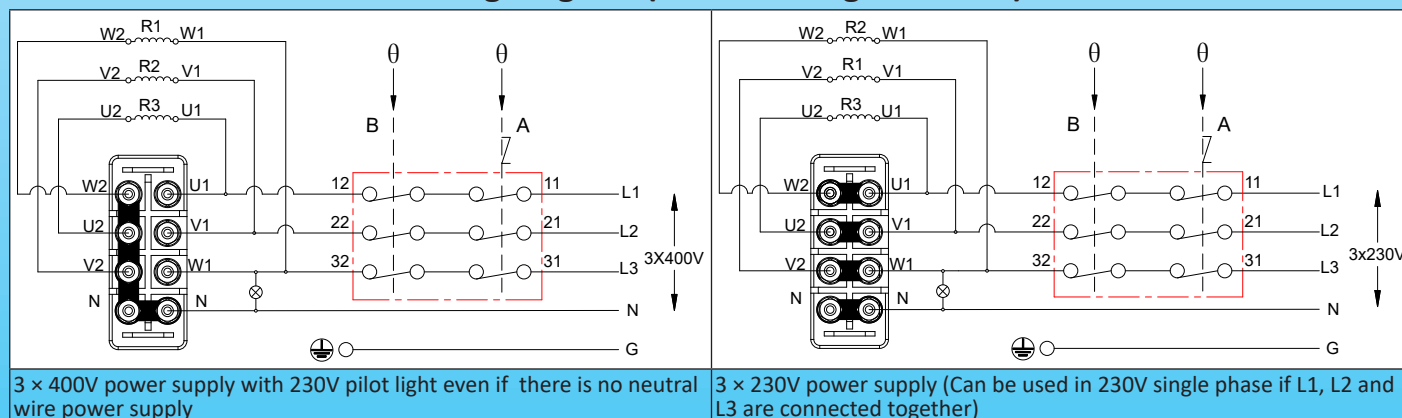 W2 R1 W1
V2 R2 V1
U2 R3 U1
θ θ
B A
W2 U1 12 11 L1
U2 V1 22 21 L2
V2 W1 32 31 L3
3X400V
N N N
G
3 × 400V power supply with 230V pilot light even if there is no neutral
wire power supply
W2 R2 W1
V2 R1 V1
U2 R3 U1
θ θ
B A
W2 U1 12 11 L1
U2 V1 22 21 L2
V2 W1 32 31 L3
3x230V
N N N
G
3 × 230V power supply (Can be used in 230V single phase if L1, L2 and
L3 are connected together)